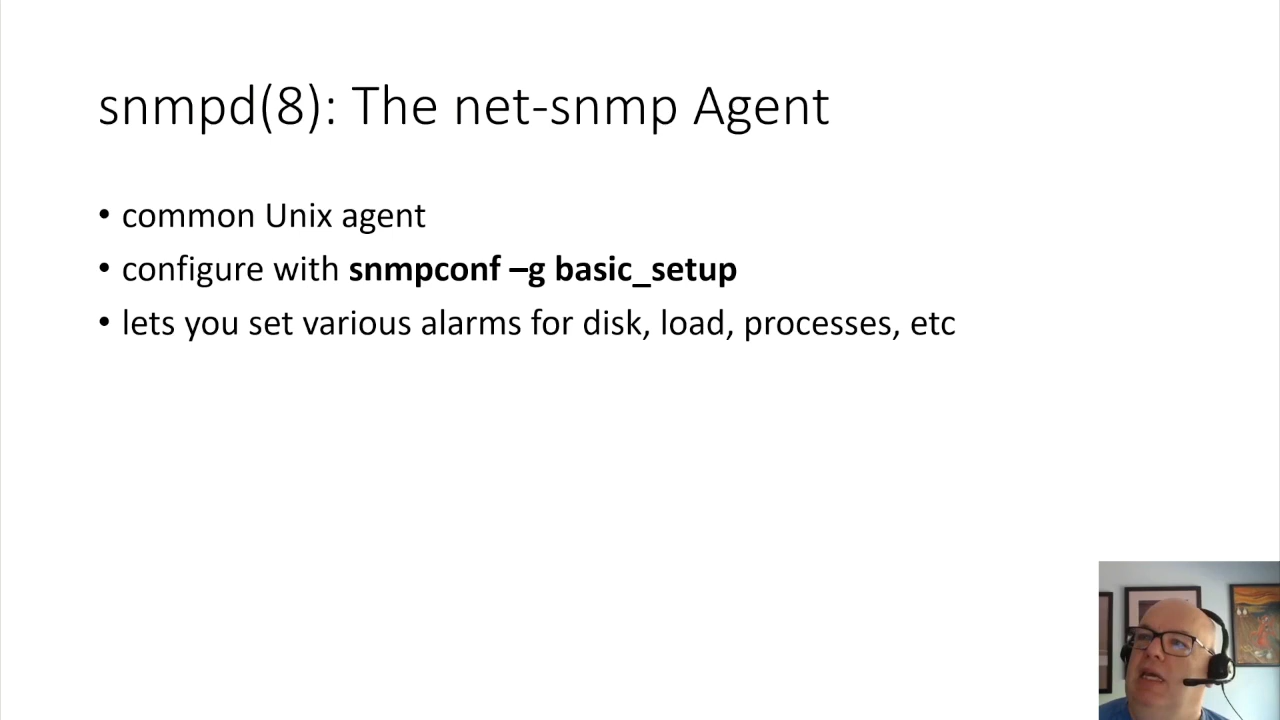 snmpd(8): The net-snmp Agent
• common Unix agent
• configure with snmpconf –g basic_setup
• lets you set various alarms for disk, load, processes, etc